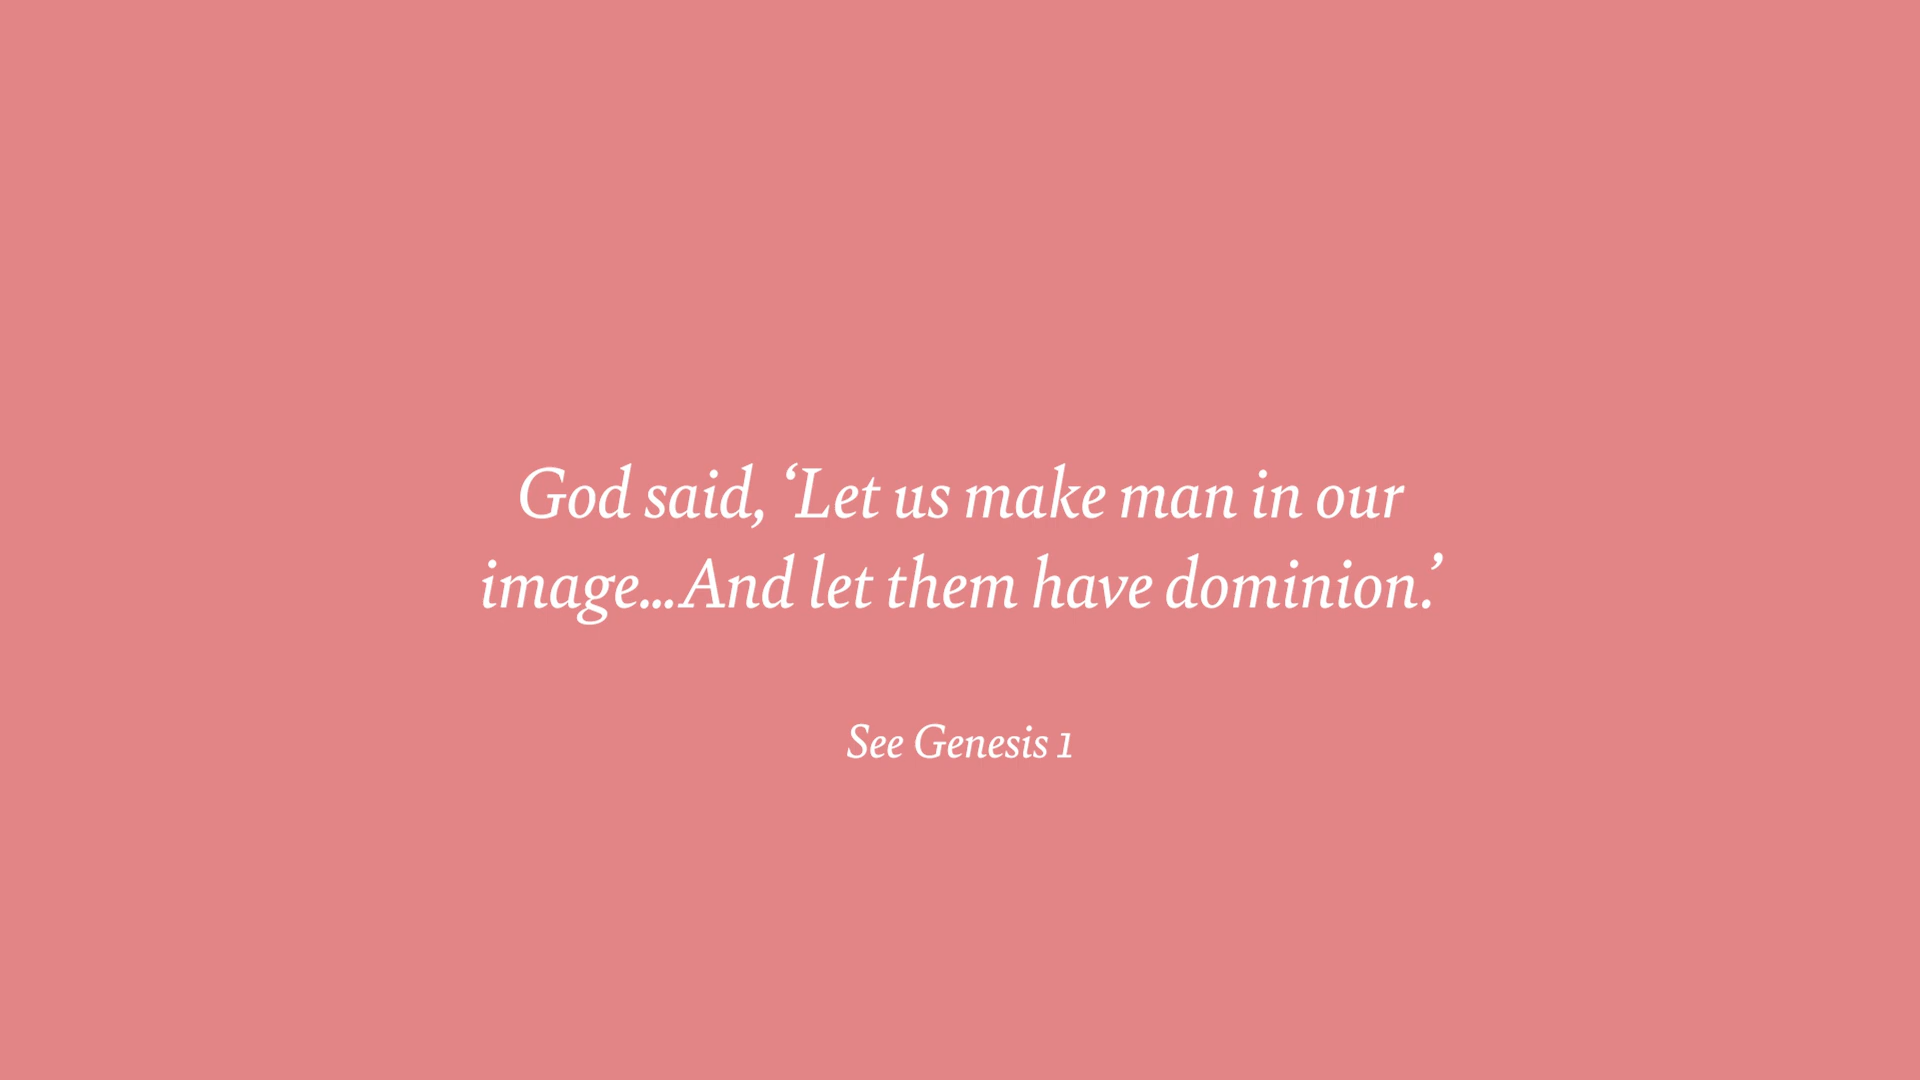 God said, ‘Let us make man in our
image...And let them have dominion.’
See Genesis 1